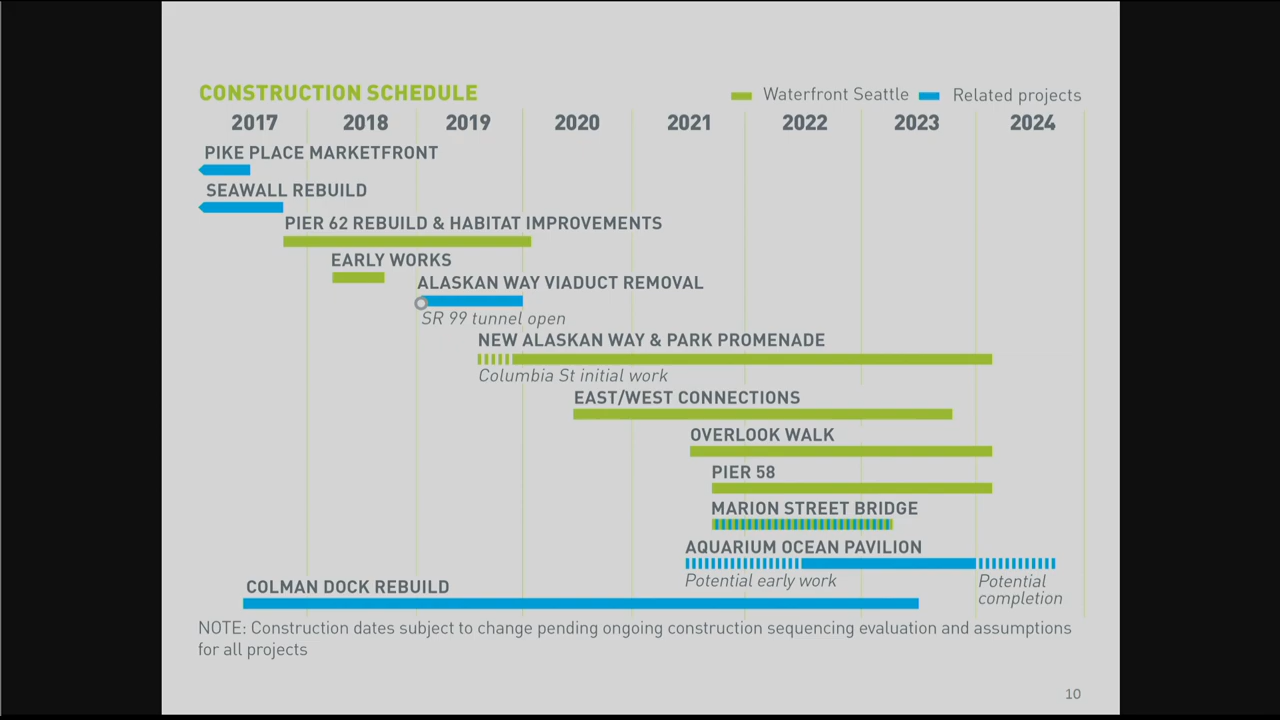 CONSTRUCTION SCHEDULE
Waterfront Seattle
Related projects
2017 2018 2019 2020 2021 2022 2023 2024
PIKE PLACE MARKETFRONT
SEAWALL REBUILD
PIER 62 REBUILD & HABITAT IMPROVEMENTS
EARLY WORKS
ALASKAN WAY VIADUCT REMOVAL
SR 99 tunnel open
NEW ALASKAN WAY & PARK PROMENADE
Columbia St initial work
EAST/WEST CONNECTIONS
OVERLOOK WALK
PIER 58
MARION STREET BRIDGE
AQUARIUM OCEAN PAVILION
Potential early work
Potential
completion
COLMAN DOCK REBUILD
NOTE: Construction dates subject to change pending ongoing construction sequencing evaluation and assumptions
for all projects
10